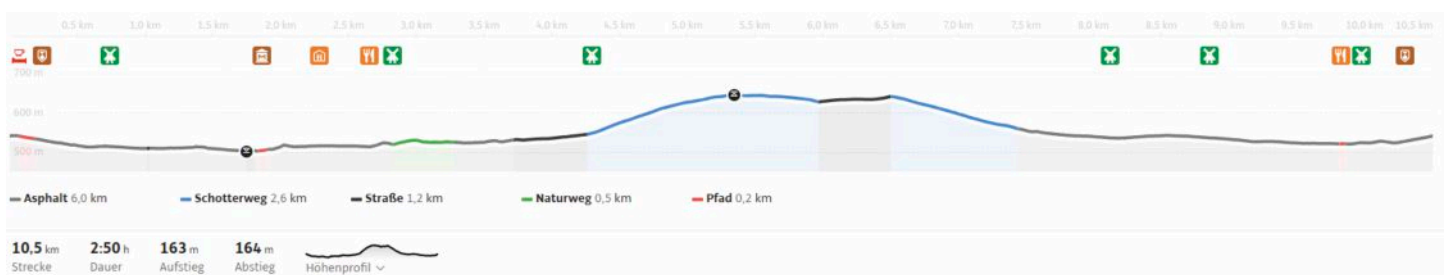 0,5 km 1,0 km 1,5 km 2,0 km 2,5 km 3,0 km 3,5 km 4,0 km 4,5 km 5,0 km 5,5 km 6,0 km 6,5 km 7,0 km 7,5 km 8,0 km 8,5 km 9,0 km 9,5 km 10,0 km 10,5 km
700 m
600 m
500 m
Asphalt 6,0 km Schotterweg 2,6 km Straße 1,2 km Naturweg 0,5 km Pfad 0,2 km
10,5 km 2:50 h 163 m 164 m
Strecke Dauer Aufstieg Abstieg Höhenprofil